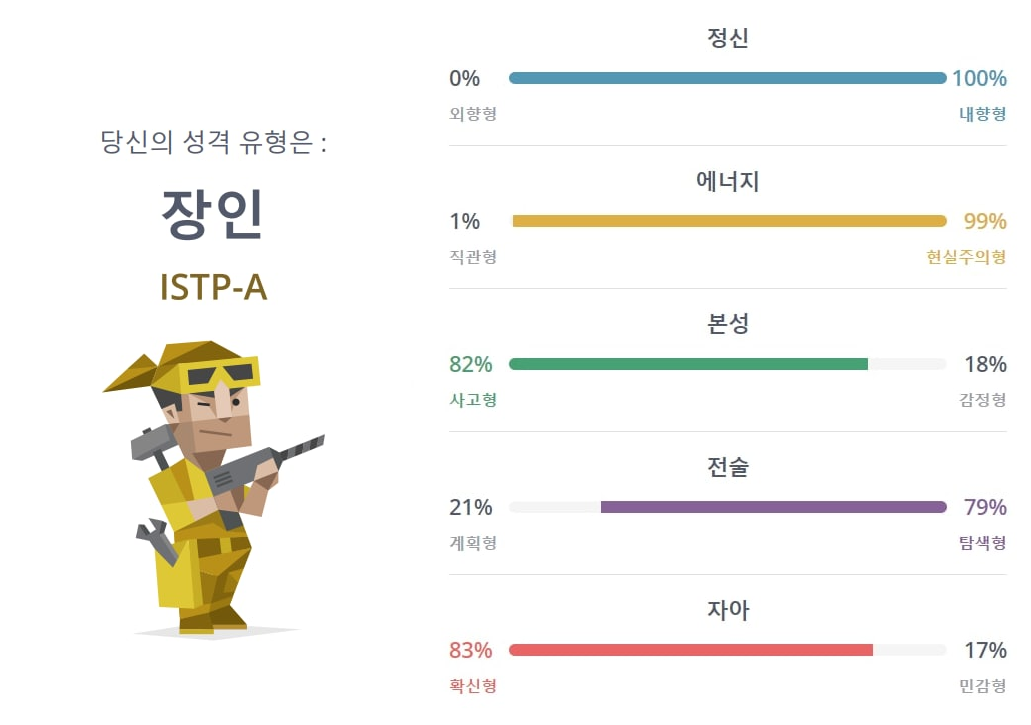 당신의 성격 유형은 :
장인
ISTP-A
정신
0% 100%
외향형 내향형
에너지
1% 99%
직관형 현실주의형
본성
82% 18%
사고형 감정형
전술
21% 79%
계획형 탐색형
자아
83% 17%
확신형 민감형